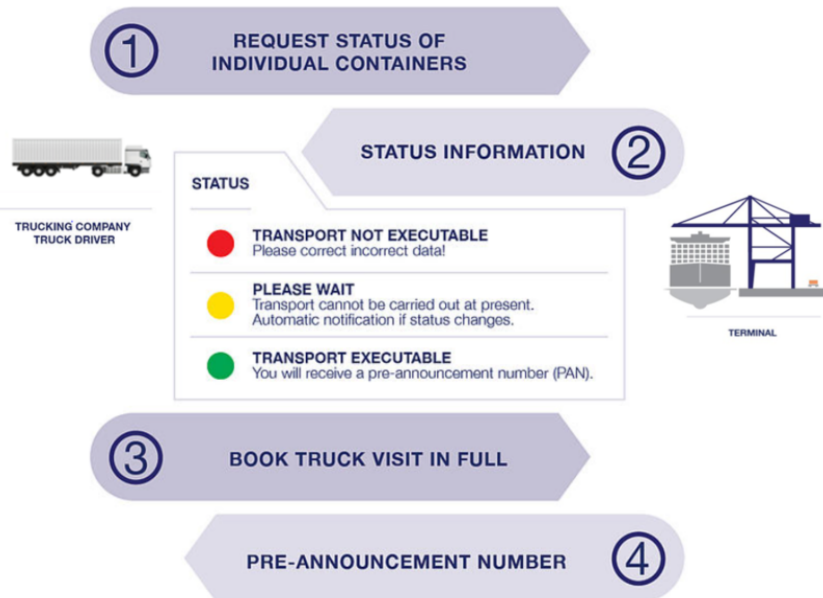 1
REQUEST STATUS OF
INDIVIDUAL CONTAINERS
STATUS INFORMATION
2
STATUS
TRUCKING COMPANY
TRUCK DRIVER
TRANSPORT NOT EXECUTABLE
Please correct incorrect data!
PLEASE WAIT
Transport cannot be carried out at present.
Automatic notification if status changes.
TERMINAL
TRANSPORT EXECUTABLE
You will receive a pre-announcement number (PAN).
3
BOOK TRUCK VISIT IN FULL
PRE-ANNOUNCEMENT NUMBER
4